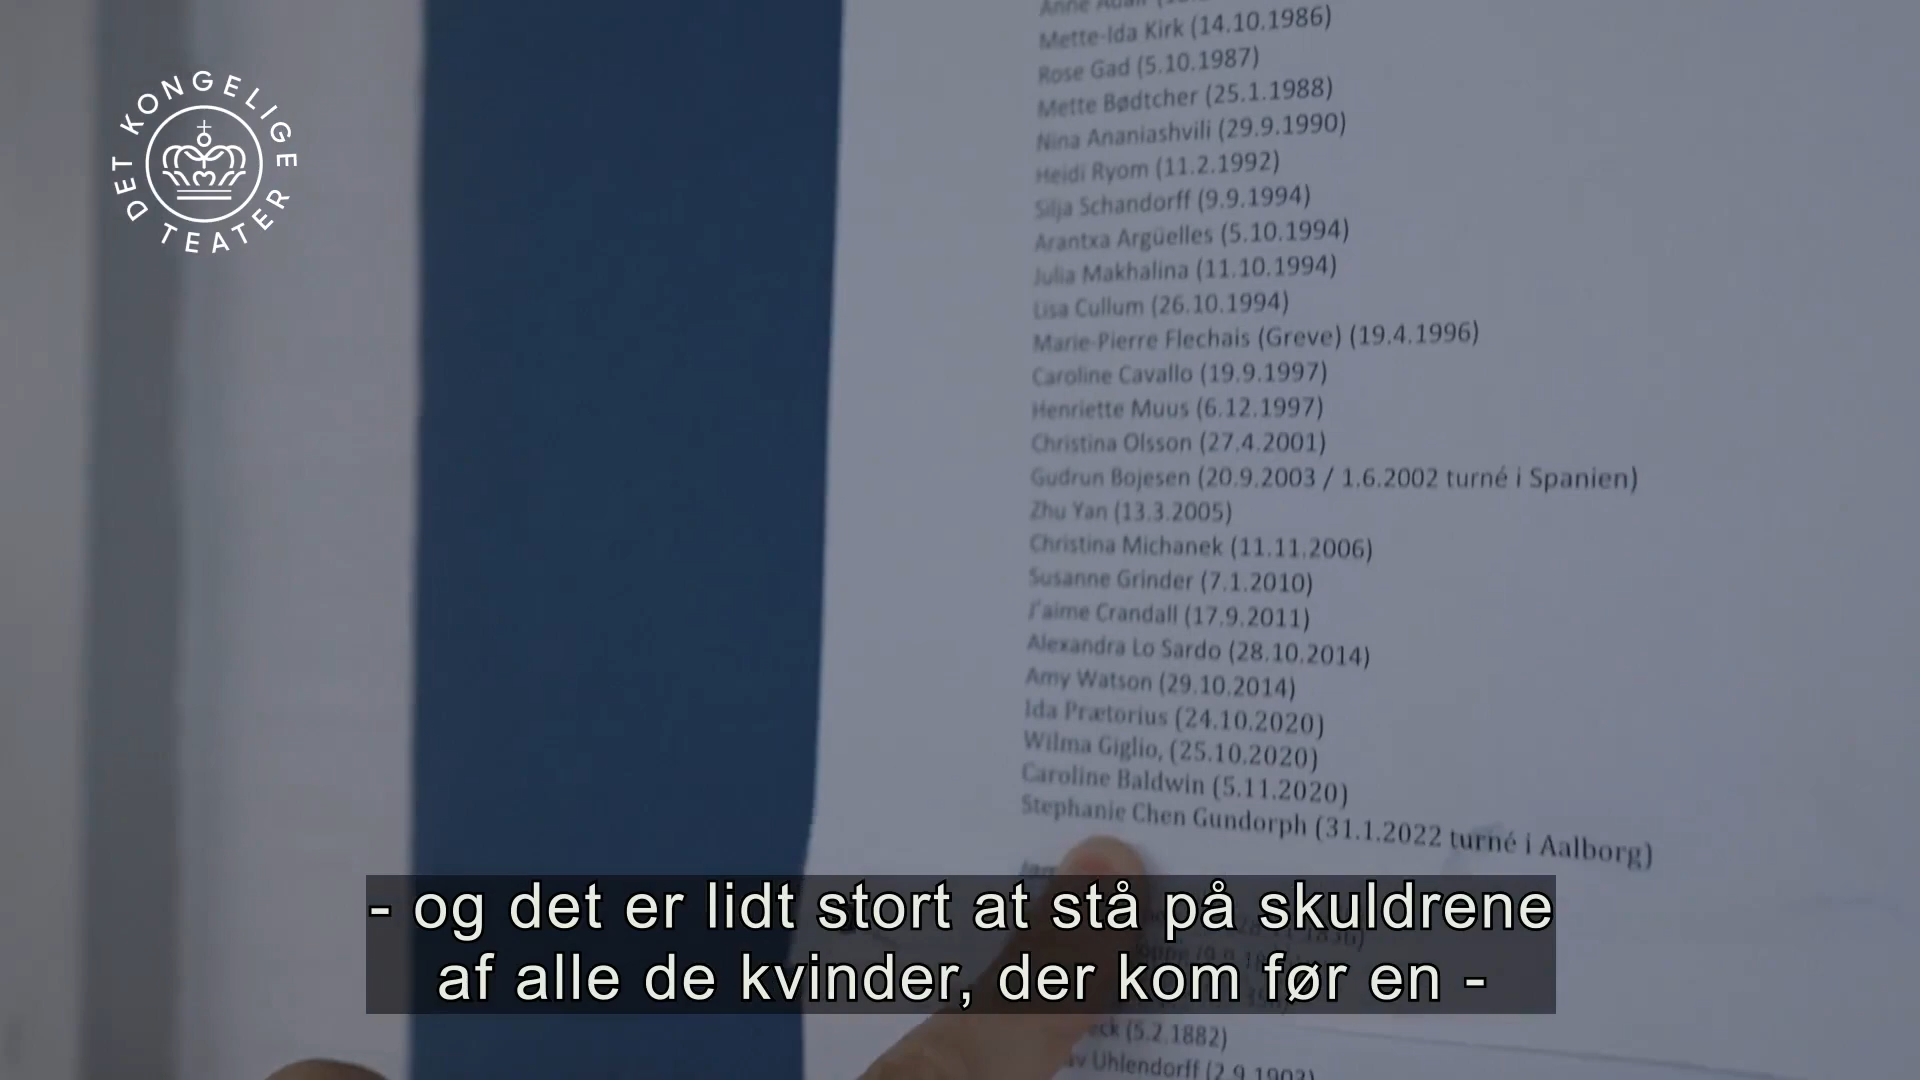 DET KONGELIGE TEATER
Anne
Mette-Ida Kirk (14.10.1986)
Rose Gad (5.10.1987)
Mette Bødtcher (25.1.1988)
Nina Ananiashvili (29.9.1990)
Heidi Ryom (11.2.1992)
Silja Schandorff (9.9.1994)
Arantxa Argüelles (5.10.1994)
Julia Makhalina (11.10.1994)
Lisa Cullum (26.10.1994)
Marie-Pierre Flechais (Greve) (19.4.1996)
Caroline Cavallo (19.9.1997)
Henriette Muus (6.12.1997)
Christina Olsson (27.4.2001)
Gudrun Bojesen (20.9.2003 / 1.6.2002 turné i Spanien)
Zhu Yan (13.3.2005)
Christina Michanek (11.11.2006)
Susanne Grinder (7.1.2010)
J'aime Crandall (17.9.2011)
Alexandra Lo Sardo (28.10.2014)
Amy Watson (29.10.2014)
Ida Prætorius (24.10.2020)
Wilma Giglio, (25.10.2020)
Caroline Baldwin (5.11.2020)
Stephanie Chen Gundorph (31.1.2022 turné i Aalborg)
- og det er lidt stort at stå på skuldrene
af alle de kvinder, der kom før en -
(5.2.1882)
Uhlendorff (2.9.1903)